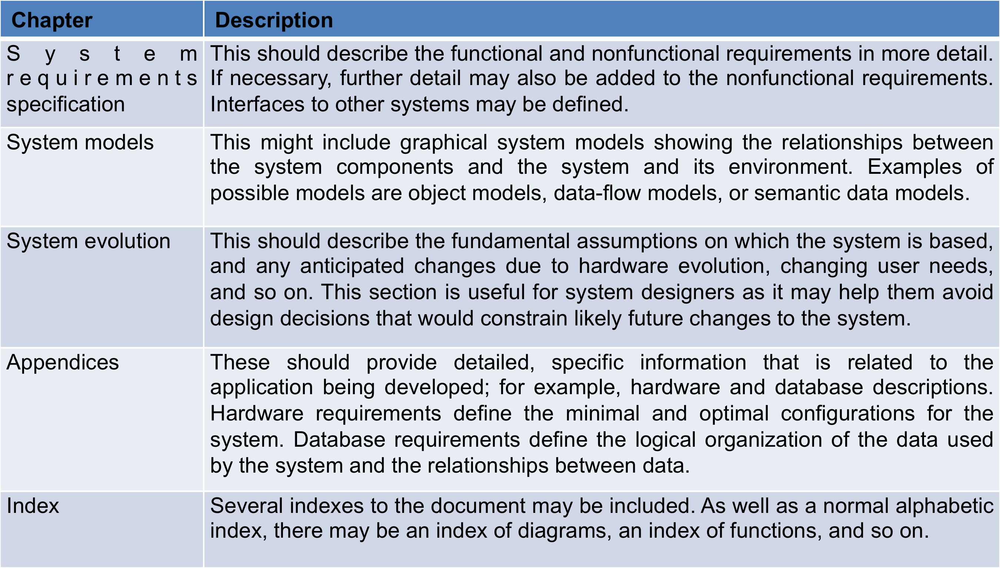 Chapter
Description
System
requirements
specification
This should describe the functional and nonfunctional requirements in more detail.
If necessary, further detail may also be added to the nonfunctional requirements.
Interfaces to other systems may be defined.
System models
This might include graphical system models showing the relationships between
the system components and the system and its environment. Examples of
possible models are object models, data-flow models, or semantic data models.
System evolution
This should describe the fundamental assumptions on which the system is based,
and any anticipated changes due to hardware evolution, changing user needs,
and so on. This section is useful for system designers as it may help them avoid
design decisions that would constrain likely future changes to the system.
Appendices
These should provide detailed, specific information that is related to the
application being developed; for example, hardware and database descriptions.
Hardware requirements define the minimal and optimal configurations for the
system. Database requirements define the logical organization of the data used
by the system and the relationships between data.
Index
Several indexes to the document may be included. As well as a normal alphabetic
index, there may be an index of diagrams, an index of functions, and so on.